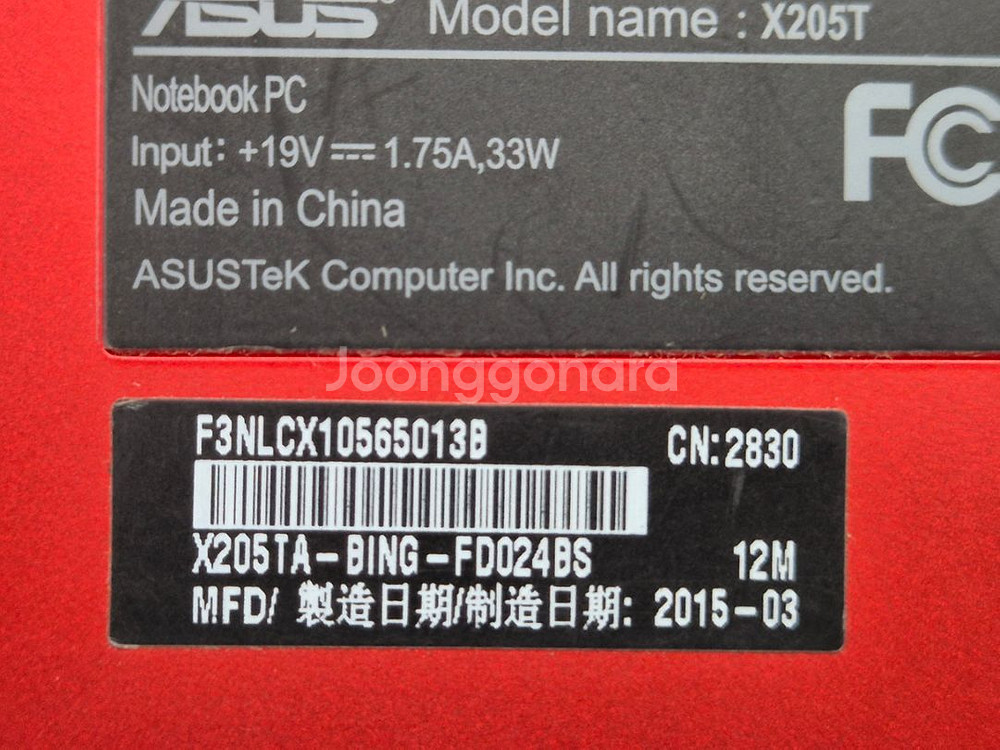 ASUS Model name : X205T
Notebook PC
Input: +19V⎓1.75A,33W
Made in China
FC
ASUSTeK Computer Inc. All rights reserved.
Joonggonara
F3NLCX10565013B CN:2830
X205TA-BING-FD024BS 12M
MFD/ 製造日期/制造日期: 2015-03